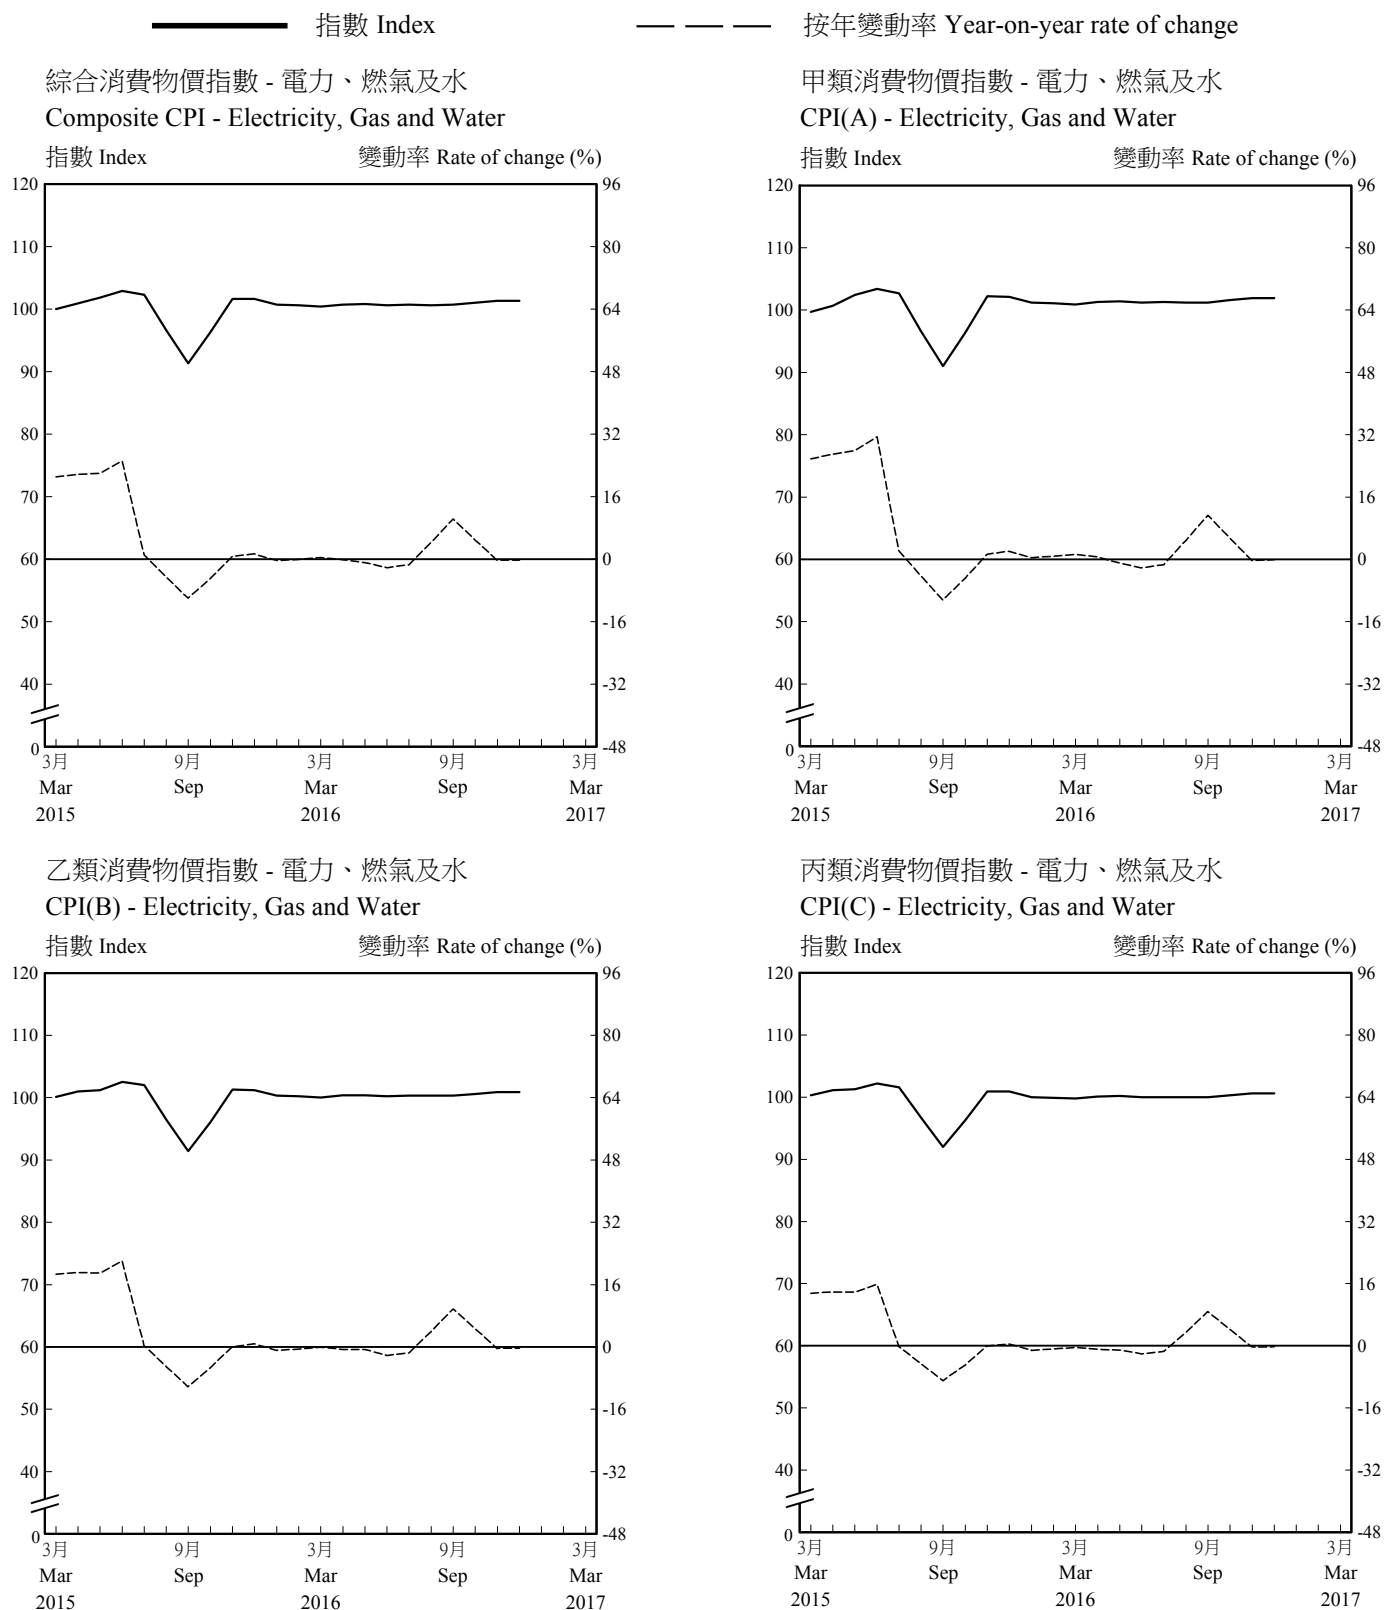 指數 Index
按年變動率 Year-on-year rate of change
綜合消費物價指數 - 電力、燃氣及水
Composite CPI - Electricity, Gas and Water
指數 Index 變動率 Rate of change (%)
120 96
110 80
100 64
90 48
80 32
70 16
60 0
50 -16
40 -32
0 -48
3月 9月 3月 9月 3月
Mar Sep Mar Sep Mar
2015 2016 2017
甲類消費物價指數 - 電力、燃氣及水
CPI(A) - Electricity, Gas and Water
指數 Index 變動率 Rate of change (%)
120 96
110 80
100 64
90 48
80 32
70 16
60 0
50 -16
40 -32
0 -48
3月 9月 3月 9月 3月
Mar Sep Mar Sep Mar
2015 2016 2017
乙類消費物價指數 - 電力、燃氣及水
CPI(B) - Electricity, Gas and Water
指數 Index 變動率 Rate of change (%)
120 96
110 80
100 64
90 48
80 32
70 16
60 0
50 -16
40 -32
0 -48
3月 9月 3月 9月 3月
Mar Sep Mar Sep Mar
2015 2016 2017
丙類消費物價指數 - 電力、燃氣及水
CPI(C) - Electricity, Gas and Water
指數 Index 變動率 Rate of change (%)
120 96
110 80
100 64
90 48
80 32
70 16
60 0
50 -16
40 -32
0 -48
3月 9月 3月 9月 3月
Mar Sep Mar Sep Mar
2015 2016 2017